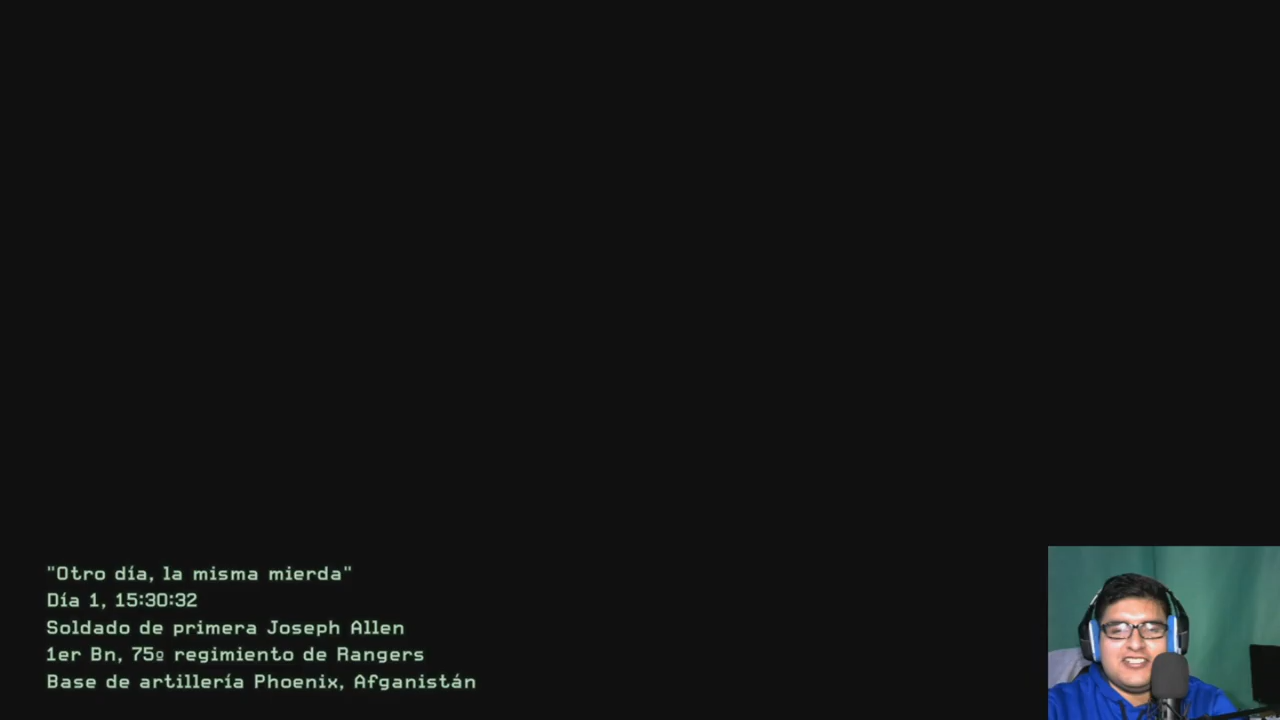 "Otro día, la misma mierda"
Día 1, 15:30:32
Soldado de primera Joseph Allen
1er Bn, 75º regimiento de Rangers
Base de artillería Phoenix, Afganistán